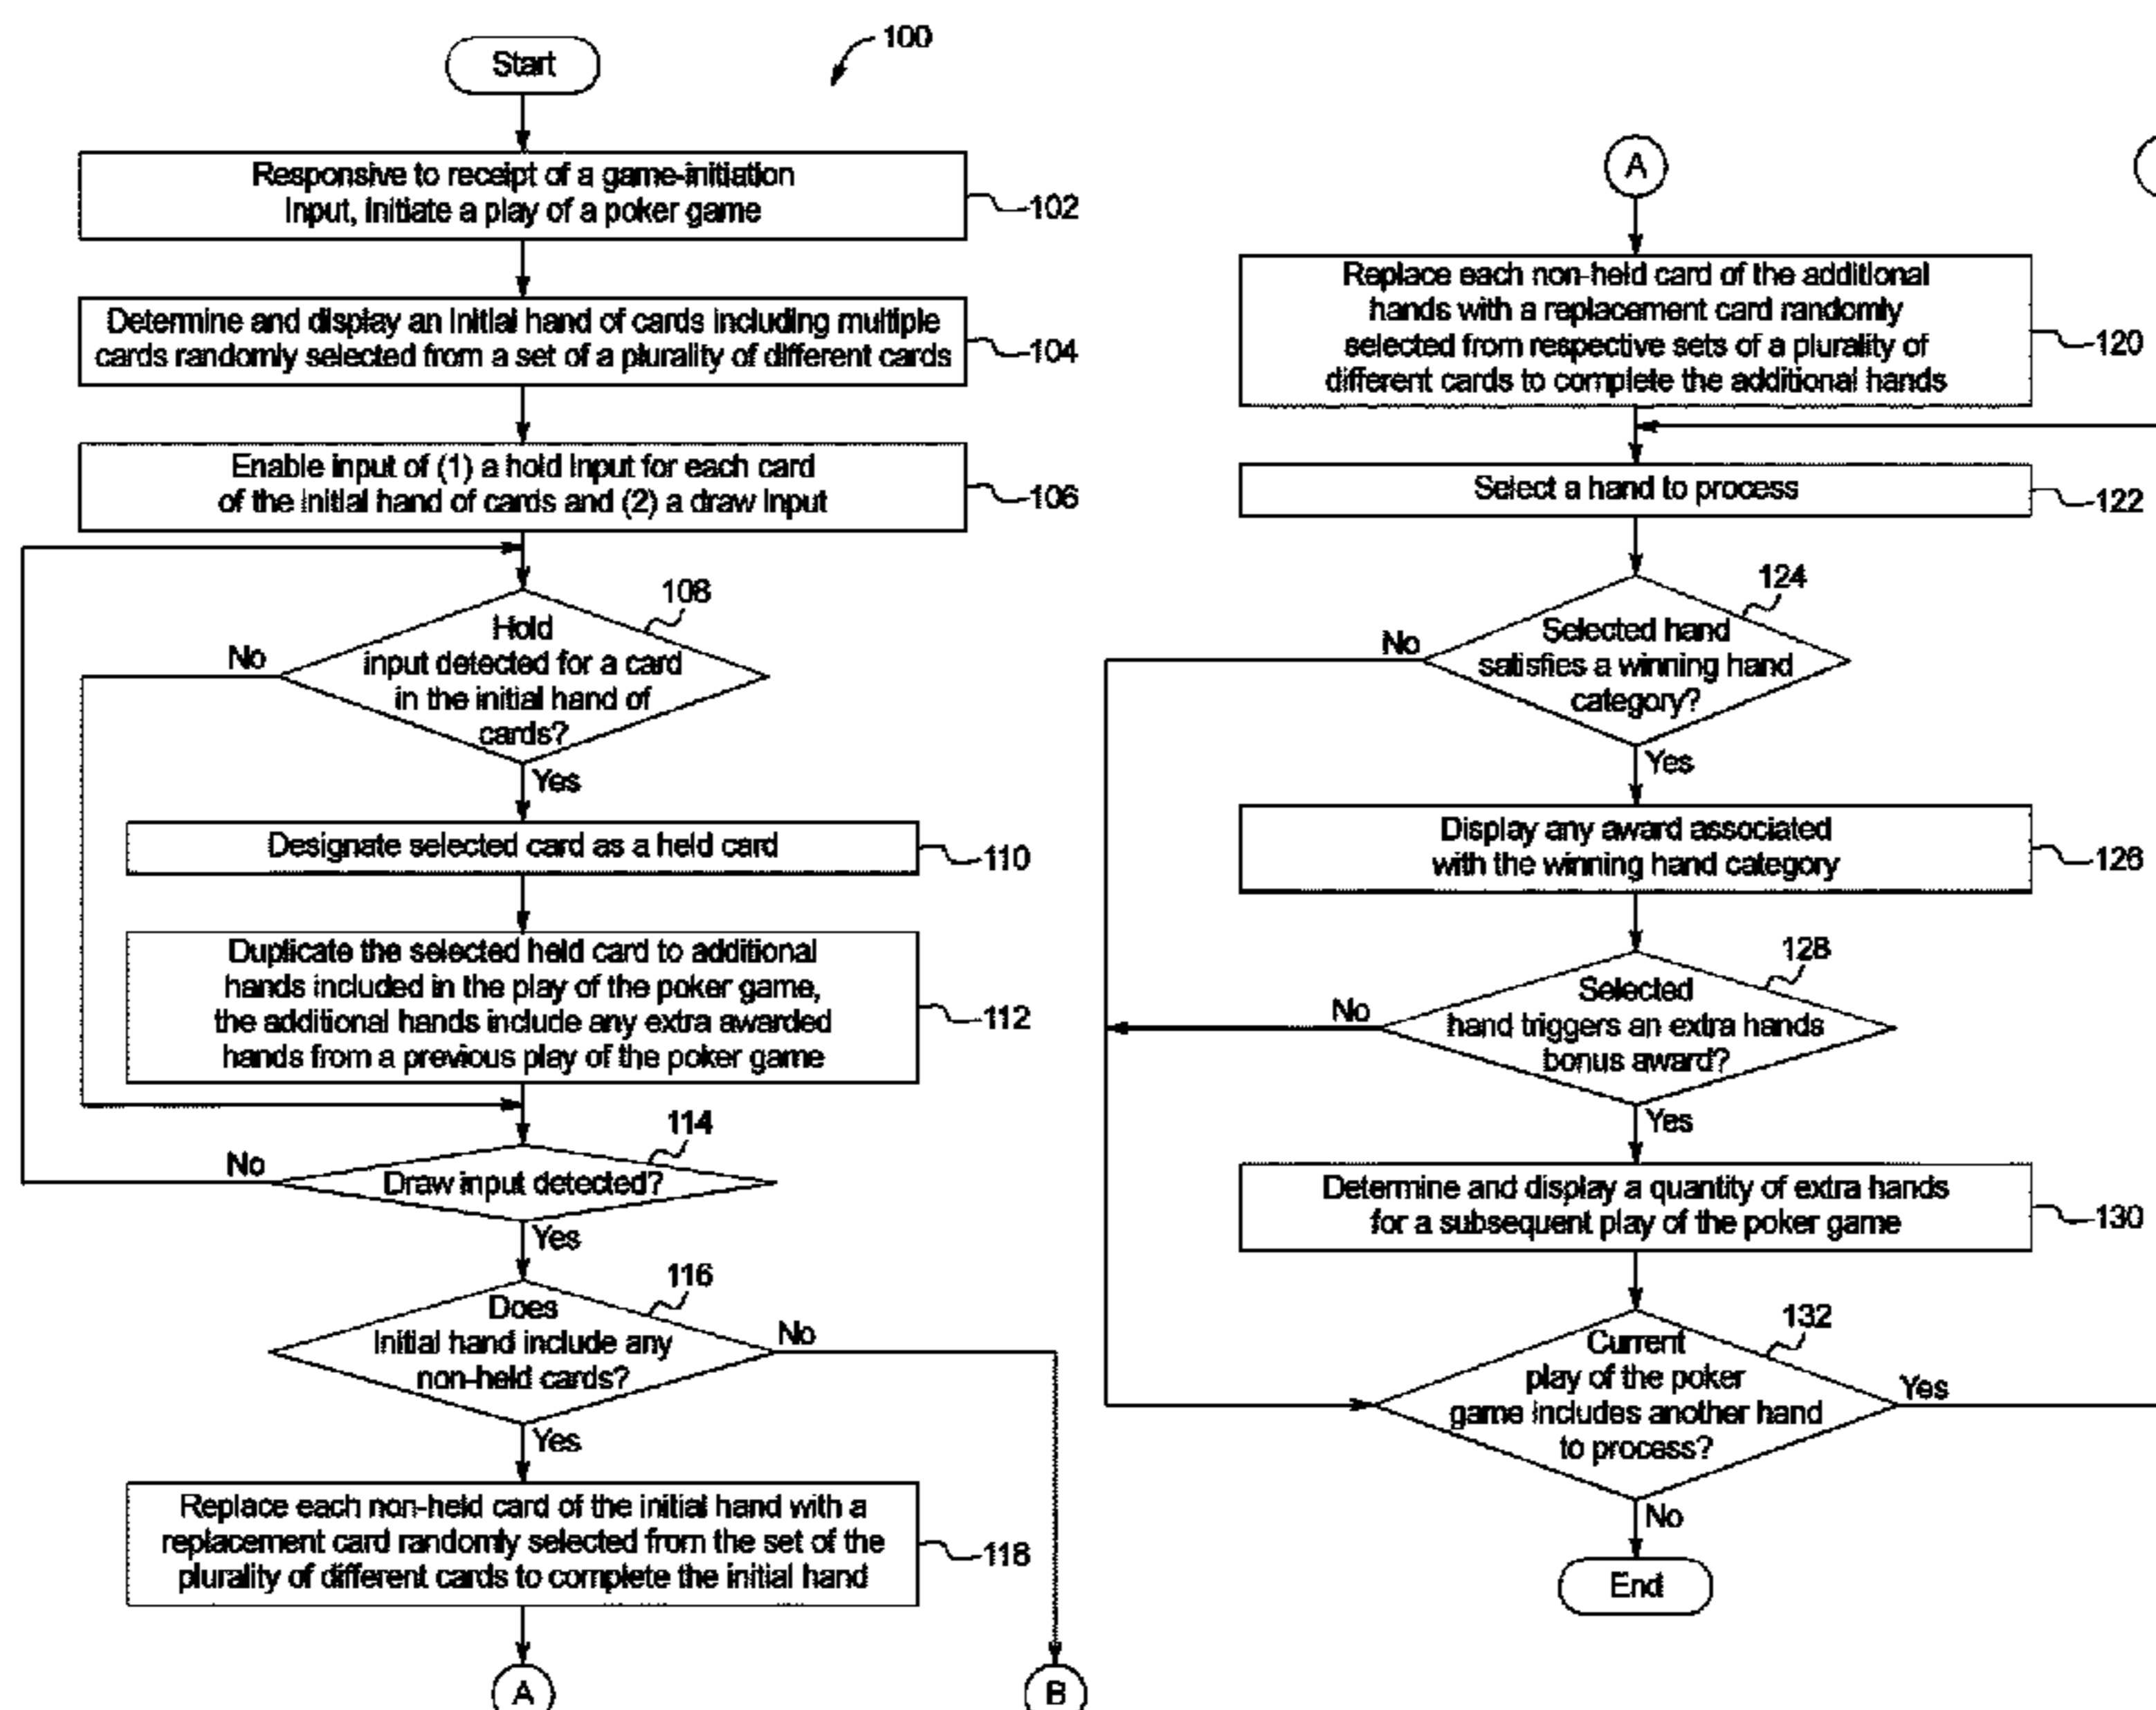 100
Start
Responsive to receipt of a game-initiation
Input, initiate a play of a poker game
102
Determine and display an initial hand of cards including multiple
cards randomly selected from a set of a plurality of different cards
104
Enable input of (1) a hold input for each card
of the initial hand of cards and (2) a draw input
106
108
Hold
input detected for a card
in the initial hand of
cards?
No
Yes
Designate selected card as a held card
110
Duplicate the selected held card to additional
hands included in the play of the poker game,
the additional hands include any extra awarded
hands from a previous play of the poker game
112
114
Draw input detected?
No
Yes
116
Does
Initial hand include any
non-held cards?
No
Yes
Replace each non-held card of the initial hand with a
replacement card randomly selected from the set of the
plurality of different cards to complete the initial hand
118
A
B
A
Replace each non-held card of the additional
hands with a replacement card randomly
selected from respective sets of a plurality of
different cards to complete the additional hands
120
Select a hand to process
122
124
Selected hand
satisfies a winning hand
category?
No
Yes
Display any award associated
with the winning hand category
126
128
Selected
hand triggers an extra hands
bonus award?
No
Yes
Determine and display a quantity of extra hands
for a subsequent play of the poker game
130
132
Current
play of the poker
game includes another hand
to process?
Yes
No
End